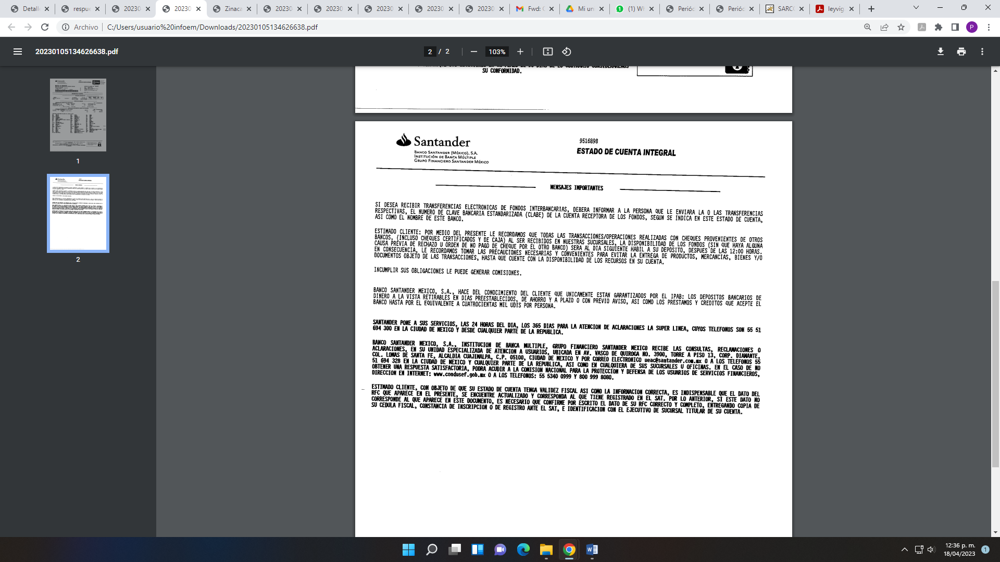 Detall
respue
20230
20230
Zinaca
20230
20230
20230
20230
20230
Fwd: C
Mi uni
(1) Wh
Periód
Periód
SARCO
leyvig
Archivo
C:/Users/usuario%20infoem/Downloads/20230105134626638.pdf
P
20230105134626638.pdf
2 / 2
103%
1
2
SU CONFORMIDAD.
Santander
BANCO SANTANDER (MÉXICO), S.A.
INSTITUCIÓN DE BANCA MÚLTIPLE
GRUPO FINANCIERO SANTANDER MÉXICO
9516898
ESTADO DE CUENTA INTEGRAL
MENSAJES IMPORTANTES
SI DESEA RECIBIR TRANSFERENCIAS ELECTRONICAS DE FONDOS INTERBANCARIAS, DEBERA INFORMAR A LA PERSONA QUE LE ENVIARA LA O LAS TRANSFERENCIAS
RESPECTIVAS, EL NUMERO DE CLAVE BANCARIA ESTANDARIZADA (CLABE) DE LA CUENTA RECEPTORA DE LOS FONDOS, SEGUN SE INDICA EN ESTE ESTADO DE CUENTA,
ASI COMO EL NOMBRE DE ESTE BANCO.
ESTIMADO CLIENTE: POR MEDIO DEL PRESENTE LE RECORDAMOS QUE TODAS LAS TRANSACCIONES/OPERACIONES REALIZADAS CON CHEQUES PROVENIENTES DE OTROS
BANCOS, (INCLUSO CHEQUES CERTIFICADOS Y DE CAJA) AL SER RECIBIDOS EN NUESTRAS SUCURSALES, LA DISPONIBILIDAD DE LOS FONDOS (SIN QUE HAYA ALGUNA
CAUSA PREVIA DE RECHAZO U ORDEN DE NO PAGO DE CHEQUE POR EL OTRO BANCO) SERA AL DIA SIGUIENTE HABIL A SU DEPOSITO, DESPUES DE LAS 12:00 HORAS.
EN CONSECUENCIA, LE RECORDAMOS TOMAR LAS PRECAUCIONES NECESARIAS Y CONVENIENTES PARA EVITAR LA ENTREGA DE PRODUCTOS, MERCANCIAS, BIENES Y/O
DOCUMENTOS OBJETO DE LAS TRANSACCIONES, HASTA QUE CUENTE CON LA DISPONIBILIDAD DE LOS RECURSOS EN SU CUENTA.
INCUMPLIR SUS OBLIGACIONES LE PUEDE GENERAR COMISIONES.
BANCO SANTANDER MEXICO, S.A., HACE DEL CONOCIMIENTO DEL CLIENTE QUE UNICAMENTE ESTAN GARANTIZADOS POR EL IPAB: LOS DEPOSITOS BANCARIOS DE
DINERO A LA VISTA RETIRABLES EN DIAS PREESTABLECIDOS, DE AHORRO Y A PLAZO O CON PREVIO AVISO, ASI COMO LOS PRESTAMOS Y CREDITOS QUE ACEPTE EL
BANCO HASTA POR EL EQUIVALENTE A CUATROCIENTAS MIL UDIS POR PERSONA.
SANTANDER PONE A SUS SERVICIOS, LAS 24 HORAS DEL DIA, LOS 365 DIAS PARA LA ATENCION DE ACLARACIONES LA SUPER LINEA, CUYOS TELEFONOS SON 55 51
694 300 EN LA CIUDAD DE MEXICO Y DESDE CUALQUIER PARTE DE LA REPUBLICA.
BANCO SANTANDER MEXICO, S.A., INSTITUCION DE BANCA MULTIPLE, GRUPO FINANCIERO SANTANDER MEXICO RECIBE LAS CONSULTAS, RECLAMACIONES O
ACLARACIONES, EN SU UNIDAD ESPECIALIZADA DE ATENCION A USUARIOS, UBICADA EN AV. VASCO DE QUIROGA NO. 3900, TORRE A PISO 13, CORP. DIAMANTE,
COL. LOMAS DE SANTA FE, ALCALDIA CUAJIMALPA, C.P. 05100, CIUDAD DE MEXICO Y POR CORREO ELECTRONICO ueac@santander.com.mx O A LOS TELEFONOS 55
51 694 328 EN LA CIUDAD DE MEXICO Y CUALQUIER PARTE DE LA REPUBLICA, ASI COMO EN CUALQUIERA DE SUS SUCURSALES U OFICINAS. EN EL CASO DE NO
OBTENER UNA RESPUESTA SATISFACTORIA, PODRA ACUDIR A LA COMISION NACIONAL PARA LA PROTECCION Y DEFENSA DE LOS USUARIOS DE SERVICIOS FINANCIEROS,
DIRECCION EN INTERNET: www.condusef.gob.mx O A LOS TELEFONOS: 55 5340 0999 Y 800 999 8080.
ESTIMADO CLIENTE, CON OBJETO DE QUE SU ESTADO DE CUENTA TENGA VALIDEZ FISCAL ASI COMO LA INFORMACION CORRECTA, ES INDISPENSABLE QUE EL DATO DEL
RFC QUE APARECE EN EL PRESENTE, SE ENCUENTRE ACTUALIZADO Y CORRESPONDA AL QUE TIENE REGISTRADO EN EL SAT. POR LO ANTERIOR, SI ESTE DATO NO
CORRESPONDE AL QUE APARECE EN ESTE DOCUMENTO, ES NECESARIO QUE CONFIRME POR ESCRITO EL DATO DE SU RFC CORRECTO Y COMPLETO, ENTREGANDO COPIA DE
SU CEDULA FISCAL, CONSTANCIA DE INSCRIPCION O DE REGISTRO ANTE EL SAT, E IDENTIFICACION CON EL EJECUTIVO DE SUCURSAL TITULAR DE SU CUENTA.
12:36 p. m.
18/04/2023
1